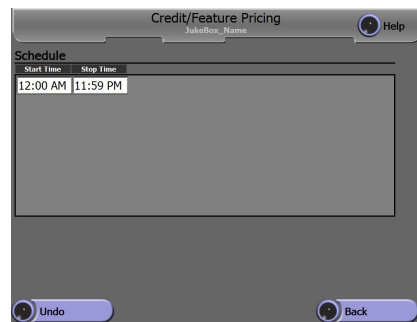 Credit/Feature Pricing
JukeBox_Name
Help
Schedule
Start Time Stop Time
12:00 AM 11:59 PM
Undo
Back